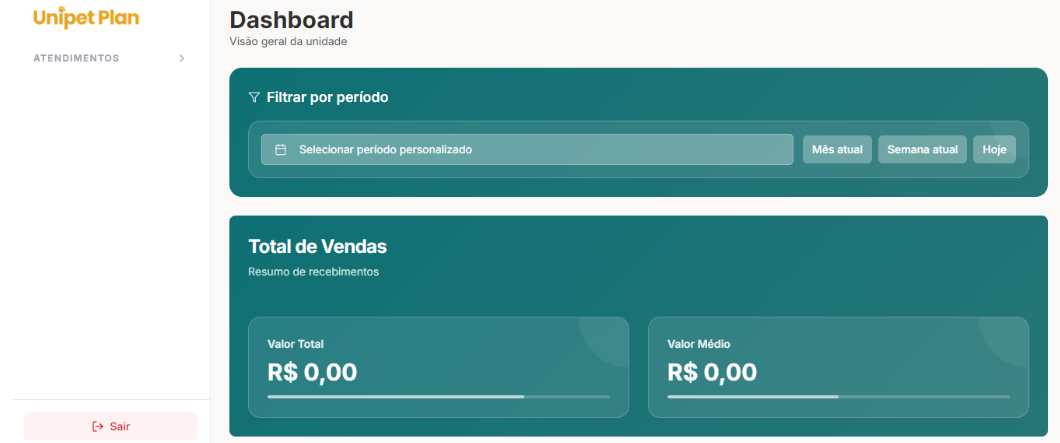 Unipet Plan
ATENDIMENTOS
Sair
Dashboard
Visão geral da unidade
Filtrar por período
Selecionar período personalizado
Mês atual
Semana atual
Hoje
Total de Vendas
Resumo de recebimentos
Valor Total
R$ 0,00
Valor Médio
R$ 0,00